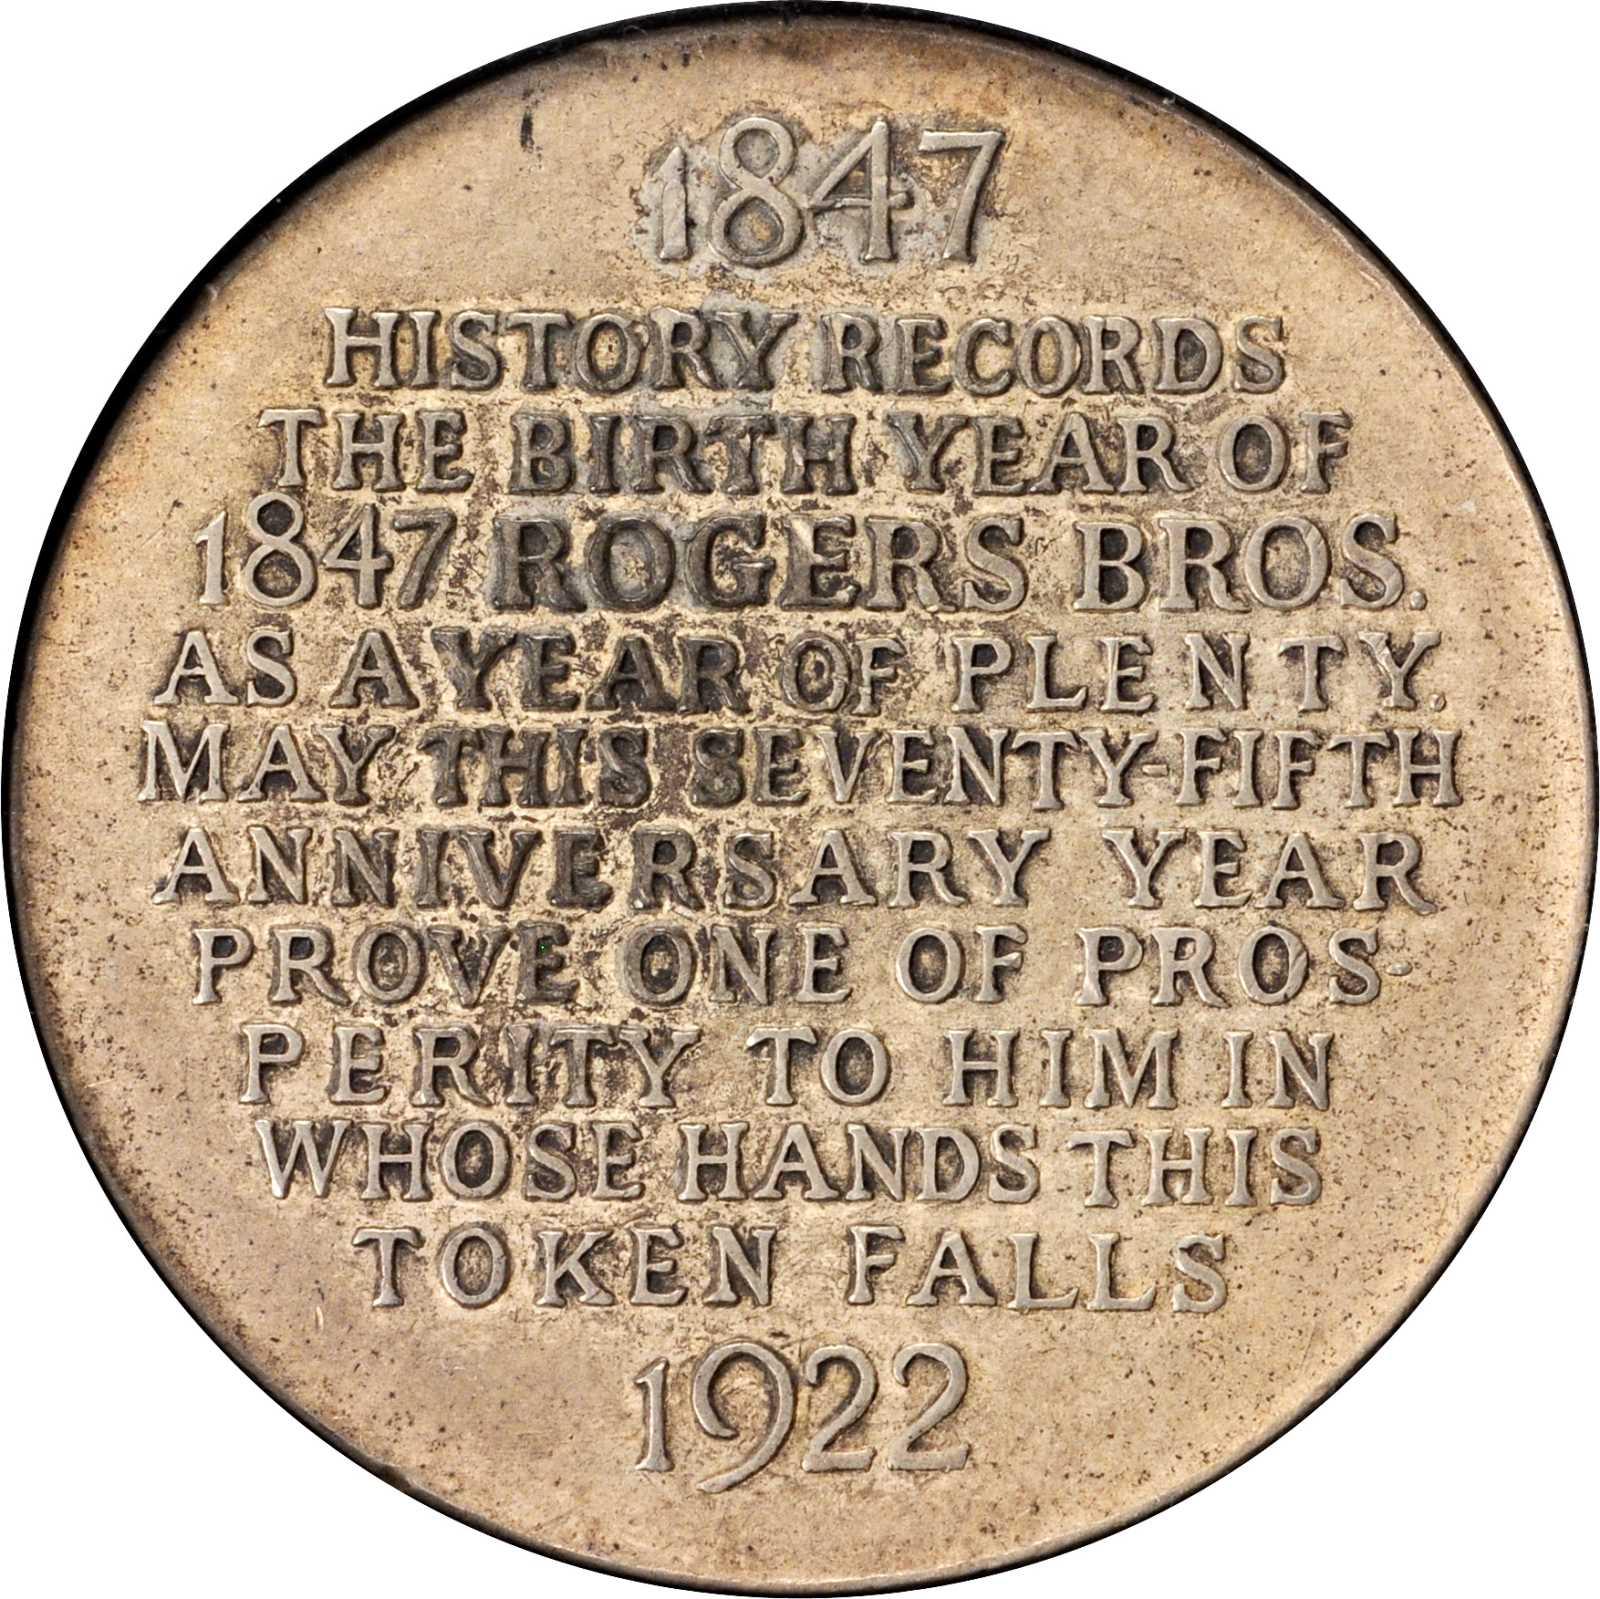 1847
HISTORY RECORDS
THE BIRTH YEAR OF
1847 ROGERS BROS.
AS A YEAR OF PLENTY.
MAY THIS SEVENTY-FIFTH
ANNIVERSARY YEAR
PROVE ONE OF PROS-
PERITY TO HIM IN
WHOSE HANDS THIS
TOKEN FALLS
1922